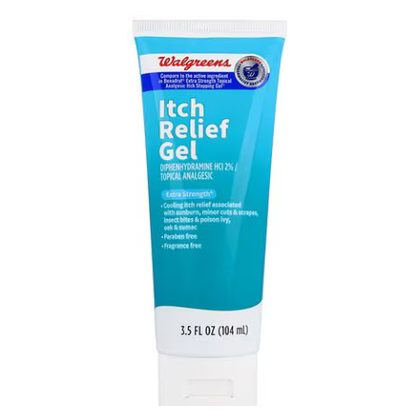 Walgreens
Compare to the active ingredient
in Benadryl® Extra Strength Topical
Analgesic Itch Stopping Gel
Itch
Relief
Gel
DIPHENHYDRAMINE HCl 2% /
TOPICAL ANALGESIC
Extra Strength
• Cooling itch relief associated
with sunburn, minor cuts & scrapes,
insect bites & poison ivy,
oak & sumac
• Paraben free
• Fragrance free
3.5 FL OZ (104 mL)